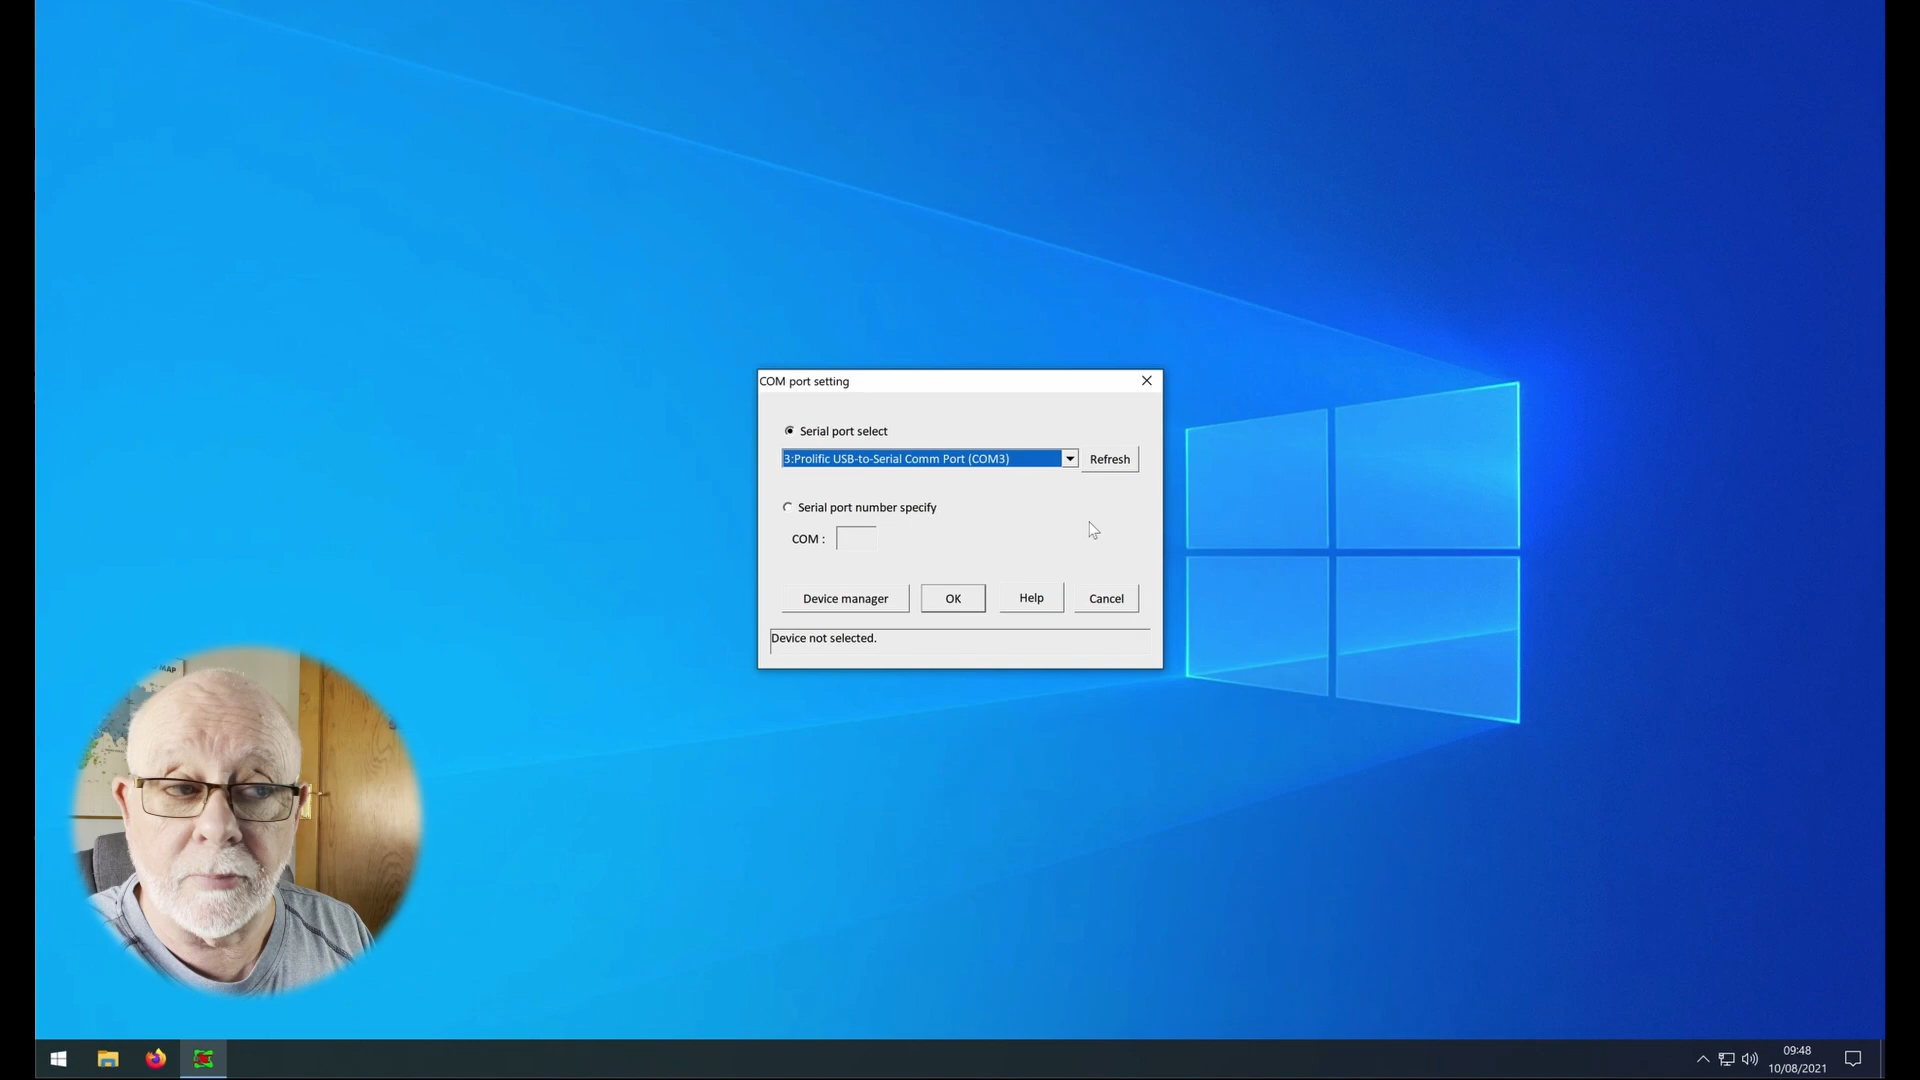 COM port setting
Serial port select
3:Prolific USB-to-Serial Comm Port (COM3)
Refresh
Serial port number specify
COM :
Device manager
OK
Help
Cancel
Device not selected.
MAP
09:48
10/08/2021